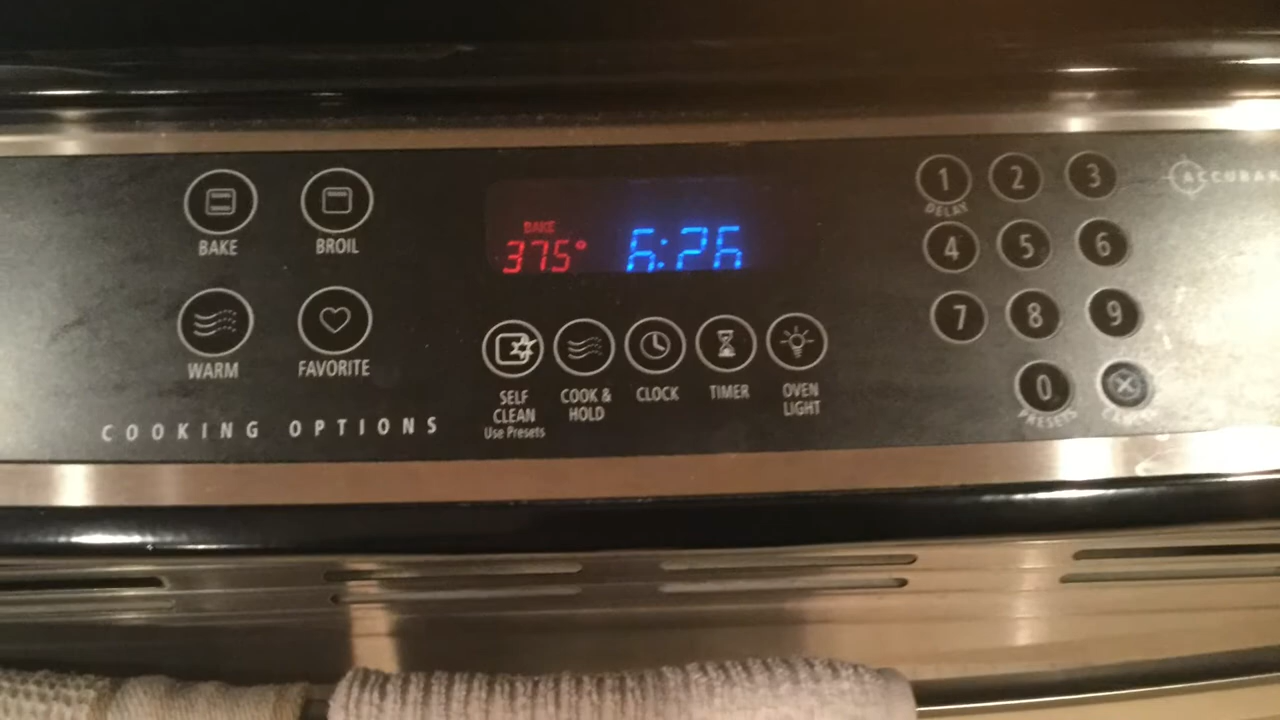 BAKE
BROIL
WARM
FAVORITE
COOKING OPTIONS
BAKE
375° 6:26
SELF
CLEAN
Use Presets
COOK &
HOLD
CLOCK
TIMER
OVEN
LIGHT
1 2 3
DELAY
4 5 6
7 8 9
0
PRESETS